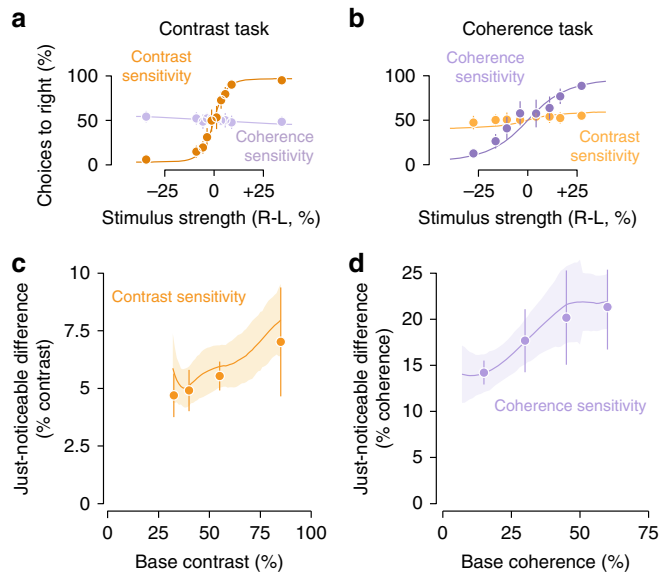 a
Contrast task
Contrast
sensitivity
Coherence
sensitivity
Choices to right (%)
100
50
0
−25
0
+25
Stimulus strength (R-L, %)
b
Coherence task
Coherence
sensitivity
Contrast
sensitivity
100
50
0
−25
0
+25
Stimulus strength (R-L, %)
c
Contrast sensitivity
Just-noticeable difference
(% contrast)
10
7.5
5
2.5
0
0
25
50
75
100
Base contrast (%)
d
Coherence sensitivity
Just-noticeable difference
(% coherence)
25
20
15
10
5
0
0
25
50
75
Base coherence (%)